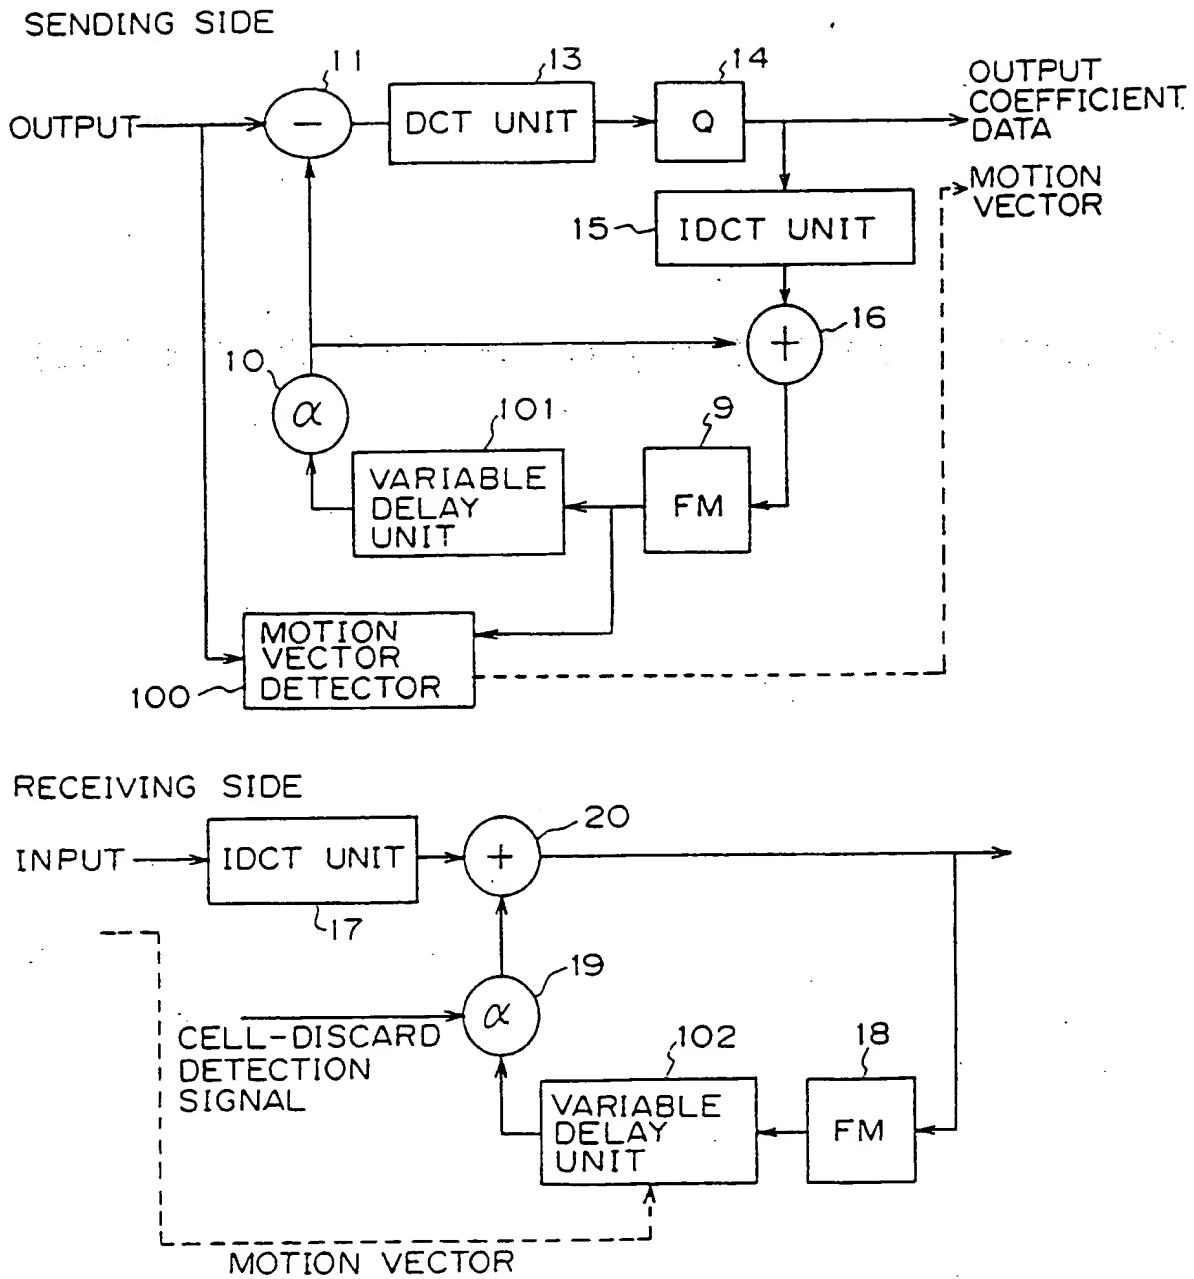 SENDING SIDE
11
13
14
OUTPUT
−
DCT UNIT
Q
OUTPUT
COEFFICIENT
DATA
MOTION
VECTOR
15
IDCT UNIT
+
16
10
α
101
9
VARIABLE
DELAY
UNIT
FM
MOTION
VECTOR
DETECTOR
100
RECEIVING SIDE
20
INPUT
IDCT UNIT
+
17
19
α
CELL-DISCARD
DETECTION
SIGNAL
102
18
VARIABLE
DELAY
UNIT
FM
MOTION VECTOR